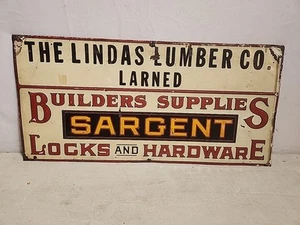 THE LINDAS LUMBER CO.
LARNED
BUILDERS SUPPLIES
SARGENT
LOCKS AND HARDWARE